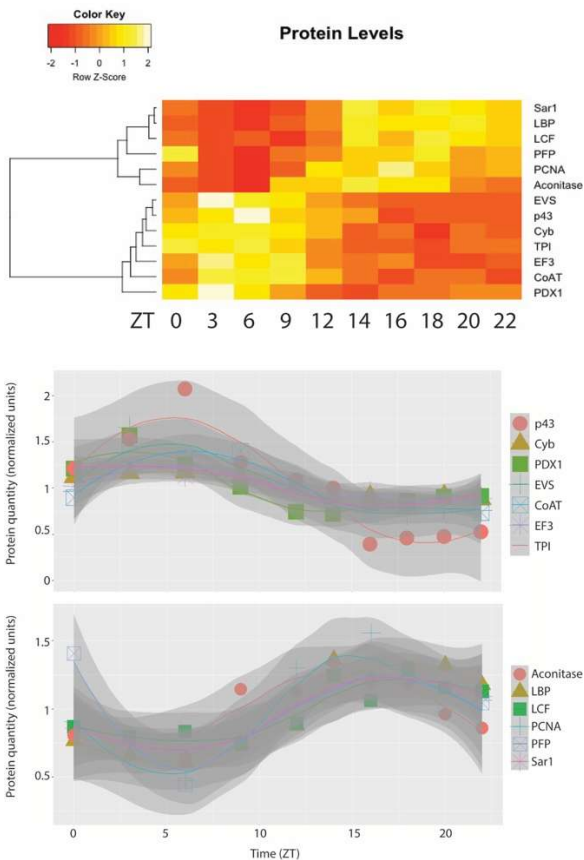 Color Key
Protein Levels
-2 -1 0 1 2
Row Z-Score
Sar1
LBP
LCF
PFP
PCNA
Aconitase
EVS
p43
Cyb
TPI
EF3
CoAT
PDX1
ZT 0 3 6 9 12 14 16 18 20 22
Protein quantity (normalized units)
2
1.5
1
0.5
0
p43
Cyb
PDX1
EVS
CoAT
EF3
TPI
Protein quantity (normalized units)
1.5
1
0.5
Aconitase
LBP
LCF
PCNA
PFP
Sar1
0 5 10 15 20
Time (ZT)